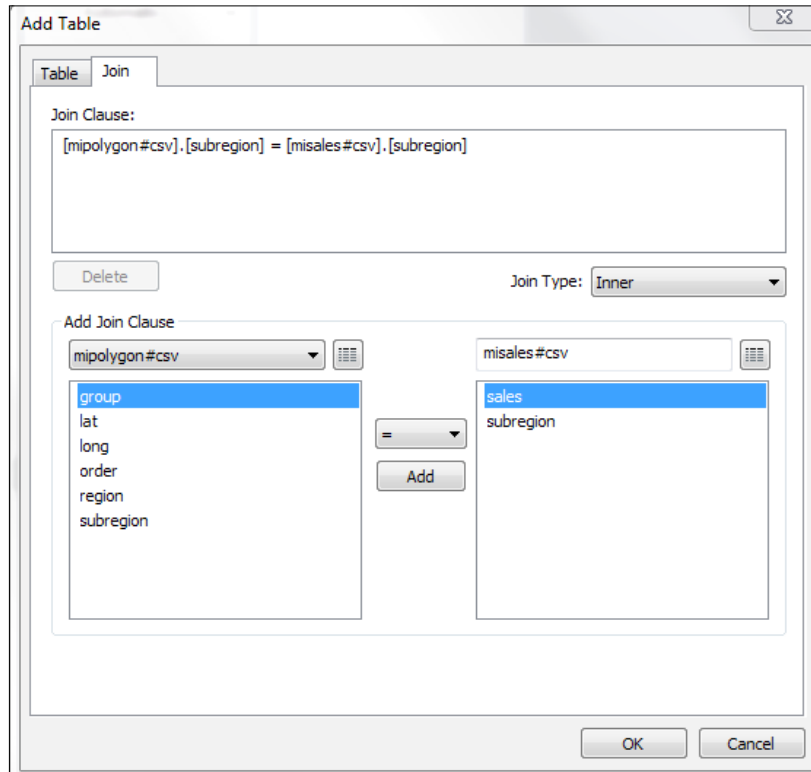 Add Table
Table Join
Join Clause:
[mipolygon#csv].[subregion] = [misales#csv].[subregion]
Delete
Join Type: Inner
Add Join Clause
mipolygon#csv
misales#csv
group
lat
long
order
region
subregion
=
Add
sales
subregion
OK Cancel